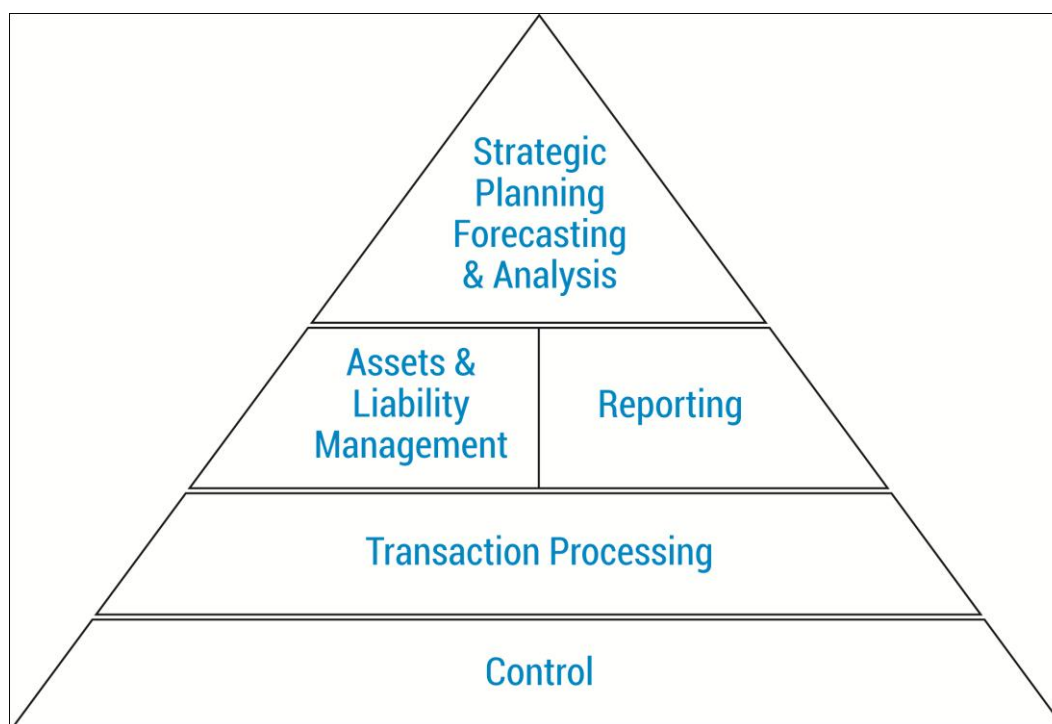 Strategic
Planning
Forecasting
& Analysis
Assets &
Liability
Management
Reporting
Transaction Processing
Control